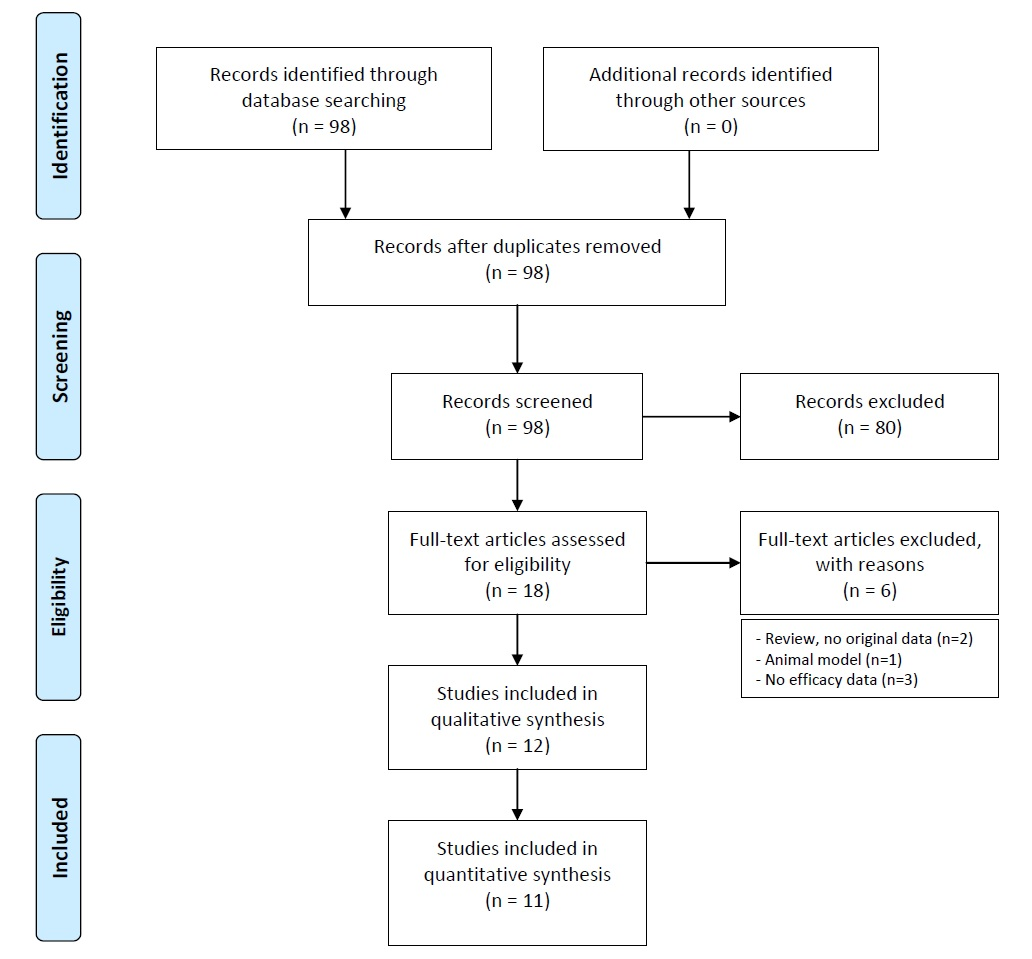 Identification
Records identified through
database searching
(n = 98)
Additional records identified
through other sources
(n = 0)
Records after duplicates removed
(n = 98)
Screening
Records screened
(n = 98)
Records excluded
(n = 80)
Eligibility
Full-text articles assessed
for eligibility
(n = 18)
Full-text articles excluded,
with reasons
(n = 6)
- Review, no original data (n=2)
- Animal model (n=1)
- No efficacy data (n=3)
Studies included in
qualitative synthesis
(n = 12)
Included
Studies included in
quantitative synthesis
(n = 11)